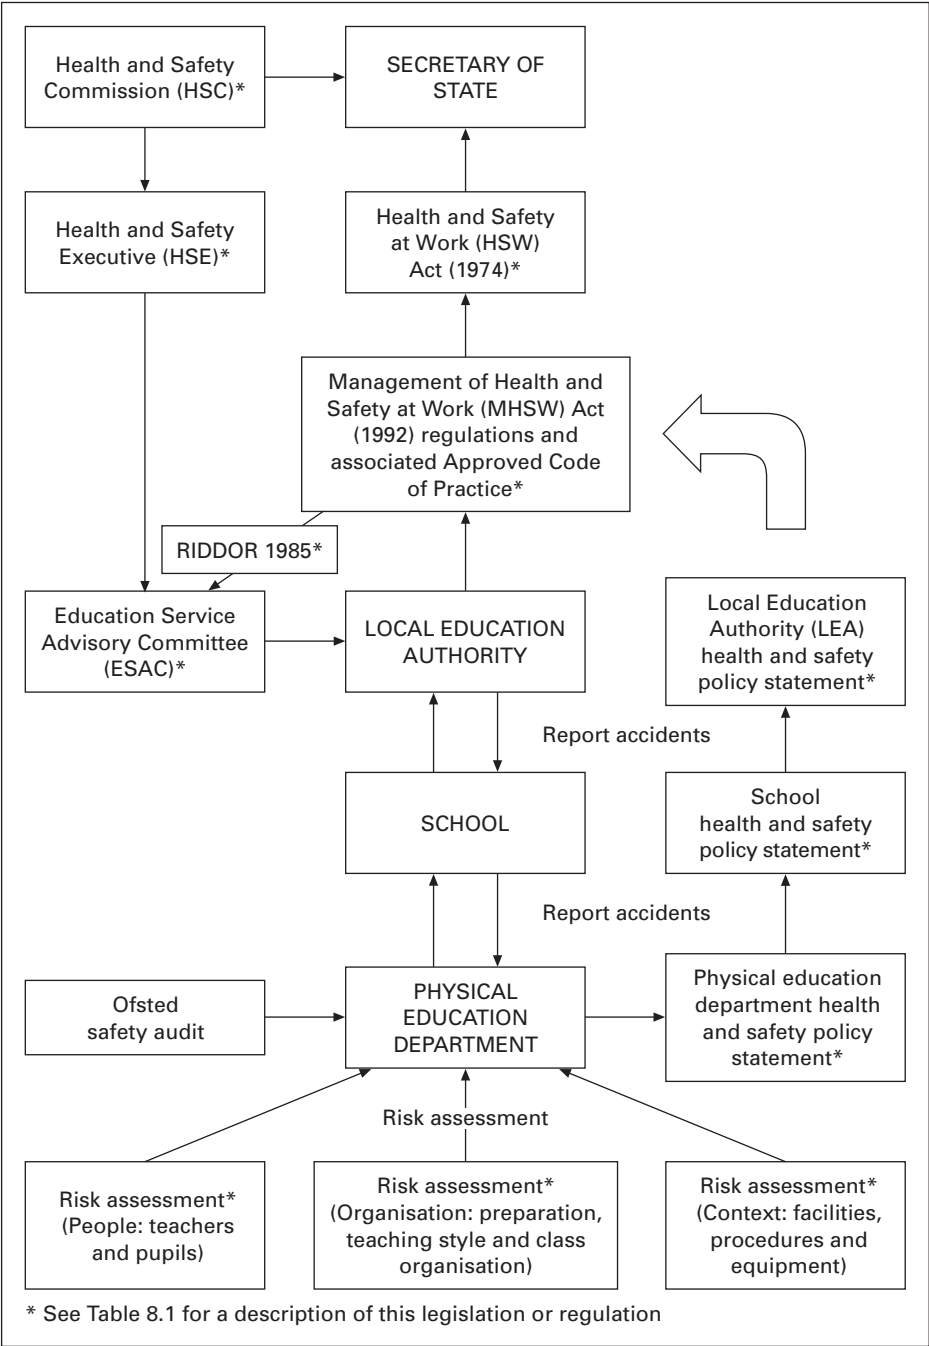 Health and Safety
Commission (HSC)*
SECRETARY OF
STATE
Health and Safety
Executive (HSE)*
Health and Safety
at Work (HSW)
Act (1974)*
Management of Health and
Safety at Work (MHSW) Act
(1992) regulations and
associated Approved Code
of Practice*
RIDDOR 1985*
Education Service
Advisory Committee
(ESAC)*
LOCAL EDUCATION
AUTHORITY
Local Education
Authority (LEA)
health and safety
policy statement*
Report accidents
SCHOOL
School
health and safety
policy statement*
Report accidents
Ofsted
safety audit
PHYSICAL
EDUCATION
DEPARTMENT
Physical education
department health
and safety policy
statement*
Risk assessment
Risk assessment*
(People: teachers
and pupils)
Risk assessment*
(Organisation: preparation,
teaching style and class
organisation)
Risk assessment*
(Context: facilities,
procedures and
equipment)
* See Table 8.1 for a description of this legislation or regulation